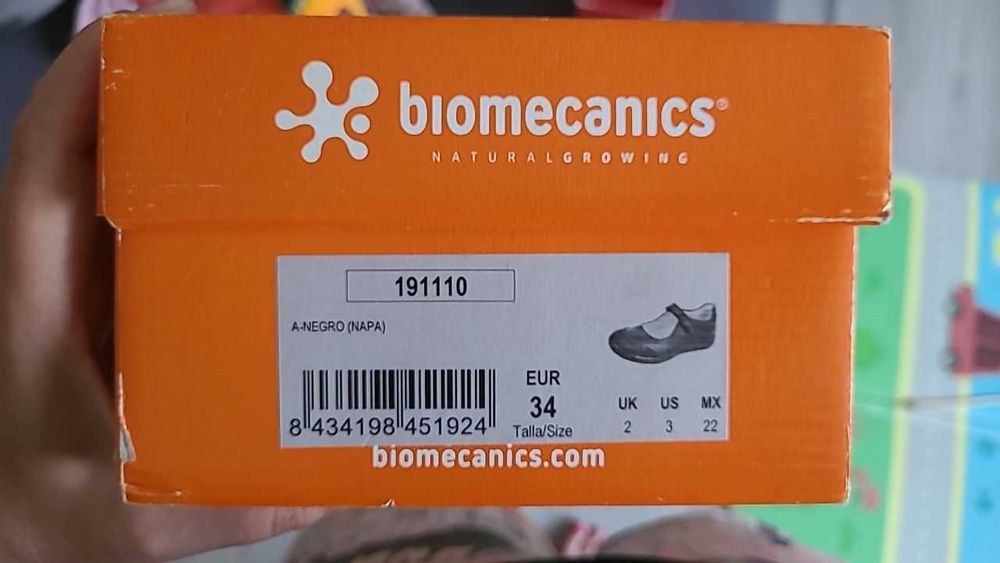 biomecanics®
NATURALGROWING
191110
A-NEGRO (NAPA)
EUR
34
Talla/Size
UK US MX
2 3 22
8 434198 451924
biomecanics.com